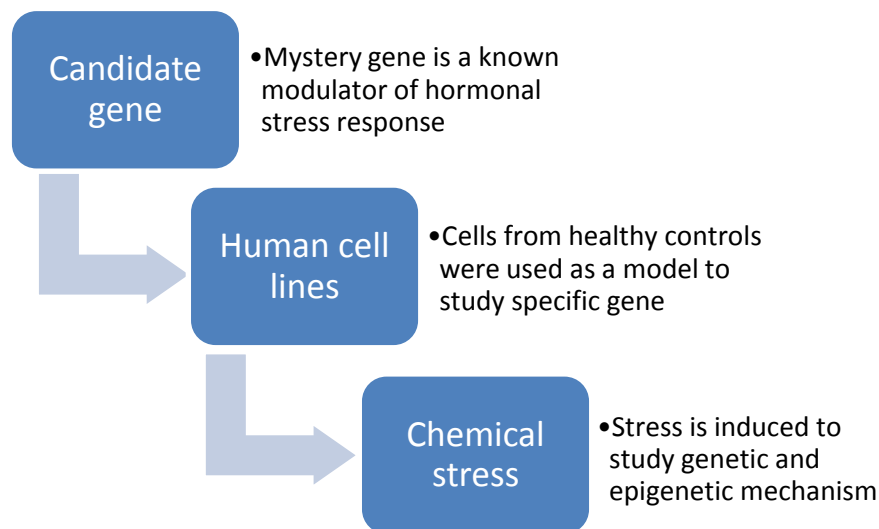 Candidate
gene
•Mystery gene is a known
modulator of hormonal
stress response
Human cell
lines
•Cells from healthy controls
were used as a model to
study specific gene
Chemical
stress
•Stress is induced to
study genetic and
epigenetic mechanism